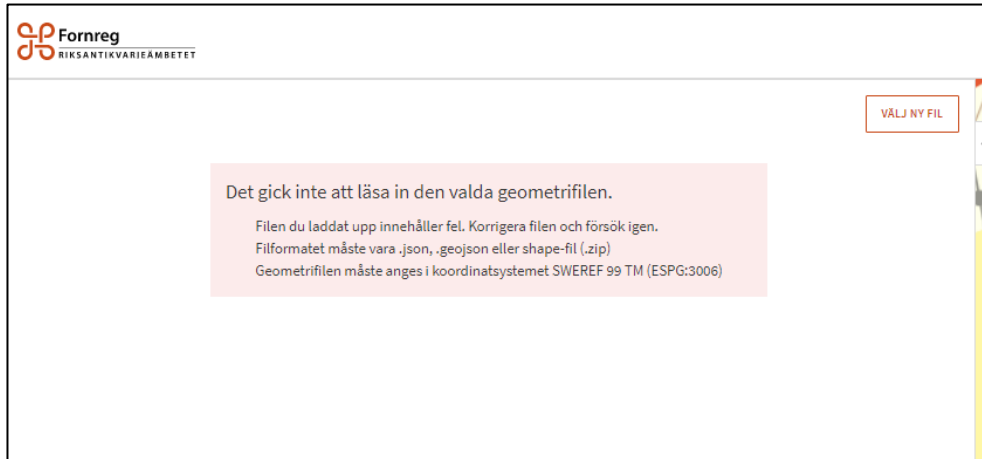 Fornreg
RIKSANTIKVARIEÄMBETET
VÄLJ NY FIL
Det gick inte att läsa in den valda geometrifilen.
Filen du laddat upp innehåller fel. Korrigera filen och försök igen.
Filformatet måste vara .json, .geojson eller shape-fil (.zip)
Geometrifilen måste anges i koordinatsystemet SWEREF 99 TM (ESPG:3006)